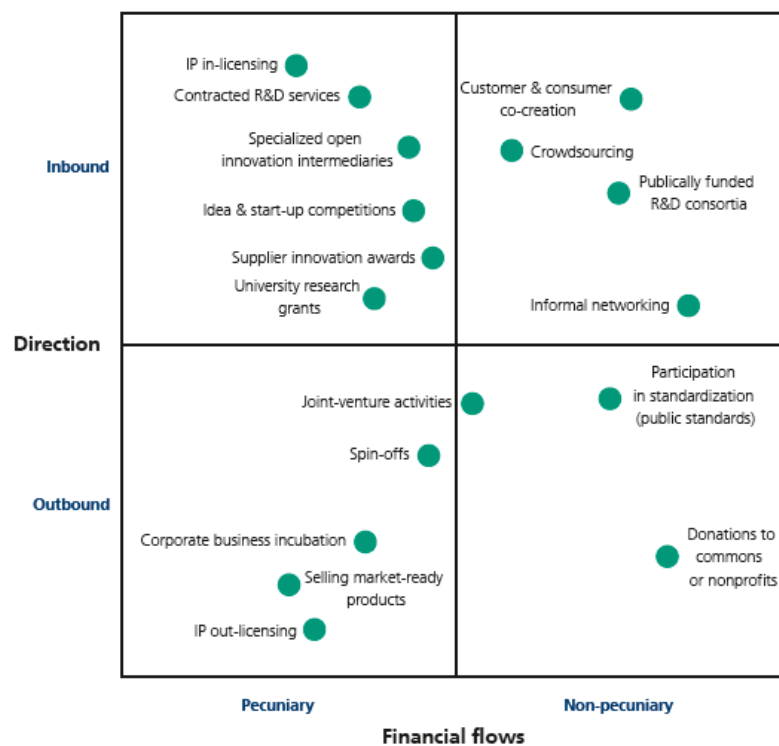 IP in-licensing
Contracted R&D services
Specialized open
innovation intermediaries
Idea & start-up competitions
Supplier innovation awards
University research
grants
Customer & consumer
co-creation
Crowdsourcing
Publically funded
R&D consortia
Informal networking
Inbound
Direction
Outbound
Joint-venture activities
Spin-offs
Corporate business incubation
Selling market-ready
products
IP out-licensing
Participation
in standardization
(public standards)
Donations to
commons
or nonprofits
Pecuniary
Non-pecuniary
Financial flows